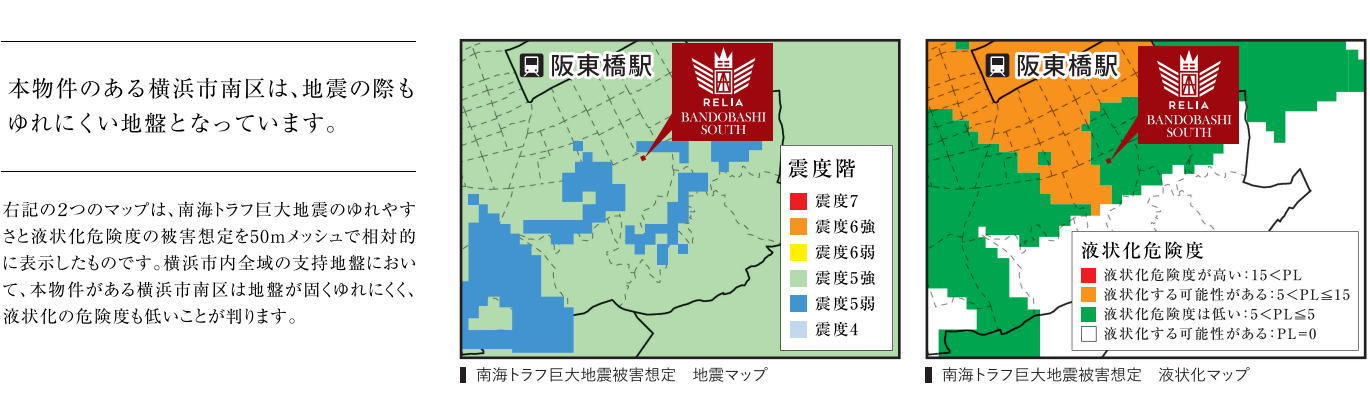 本物件のある横浜市南区は、地震の際も
ゆれにくい地盤となっています。
右記の2つのマップは、南海トラフ巨大地震のゆれやす
さと液状化危険度の被害想定を50mメッシュで相対的
に表示したものです。横浜市内全域の支持地盤におい
て、本物件がある横浜市南区は地盤が固くゆれにくく、
液状化の危険度も低いことが判ります。
阪東橋駅
RELIA
BANDOBASHI
SOUTH
震度階
震度7
震度6強
震度6弱
震度5強
震度5弱
震度4
南海トラフ巨大地震被害想定 地震マップ
阪東橋駅
RELIA
BANDOBASHI
SOUTH
液状化危険度
液状化危険度が高い:15<PL
液状化する可能性がある:5<PL≦15
液状化危険度は低い:5<PL≦5
液状化する可能性がある:PL=0
南海トラフ巨大地震被害想定 液状化マップ